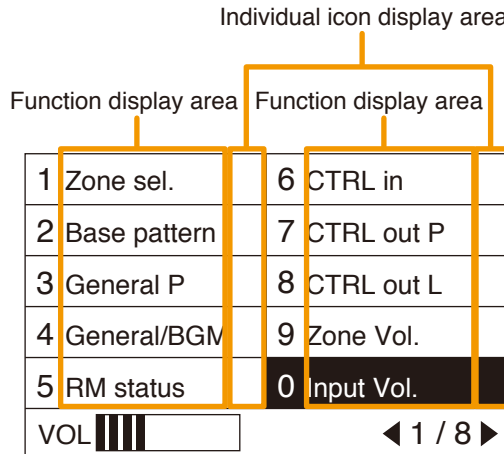 Individual icon display area
Function display area Function display area
1 Zone sel. 6 CTRL in
2 Base pattern 7 CTRL out P
3 General P 8 CTRL out L
4 General/BGM 9 Zone Vol.
5 RM status 0 Input Vol.
VOL ◀ 1 / 8 ▶